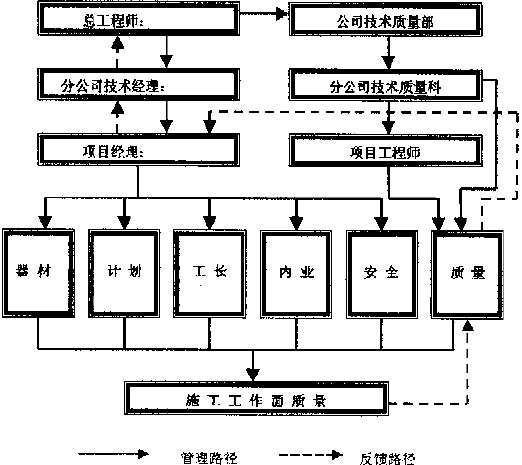 总工程师：
公司技术质量部
分公司技术经理：
分公司技术质量科
项目经理：
项目工程师
器材
计划
工长
内业
安全
质量
施工工作面质量
管理路径
反馈路径